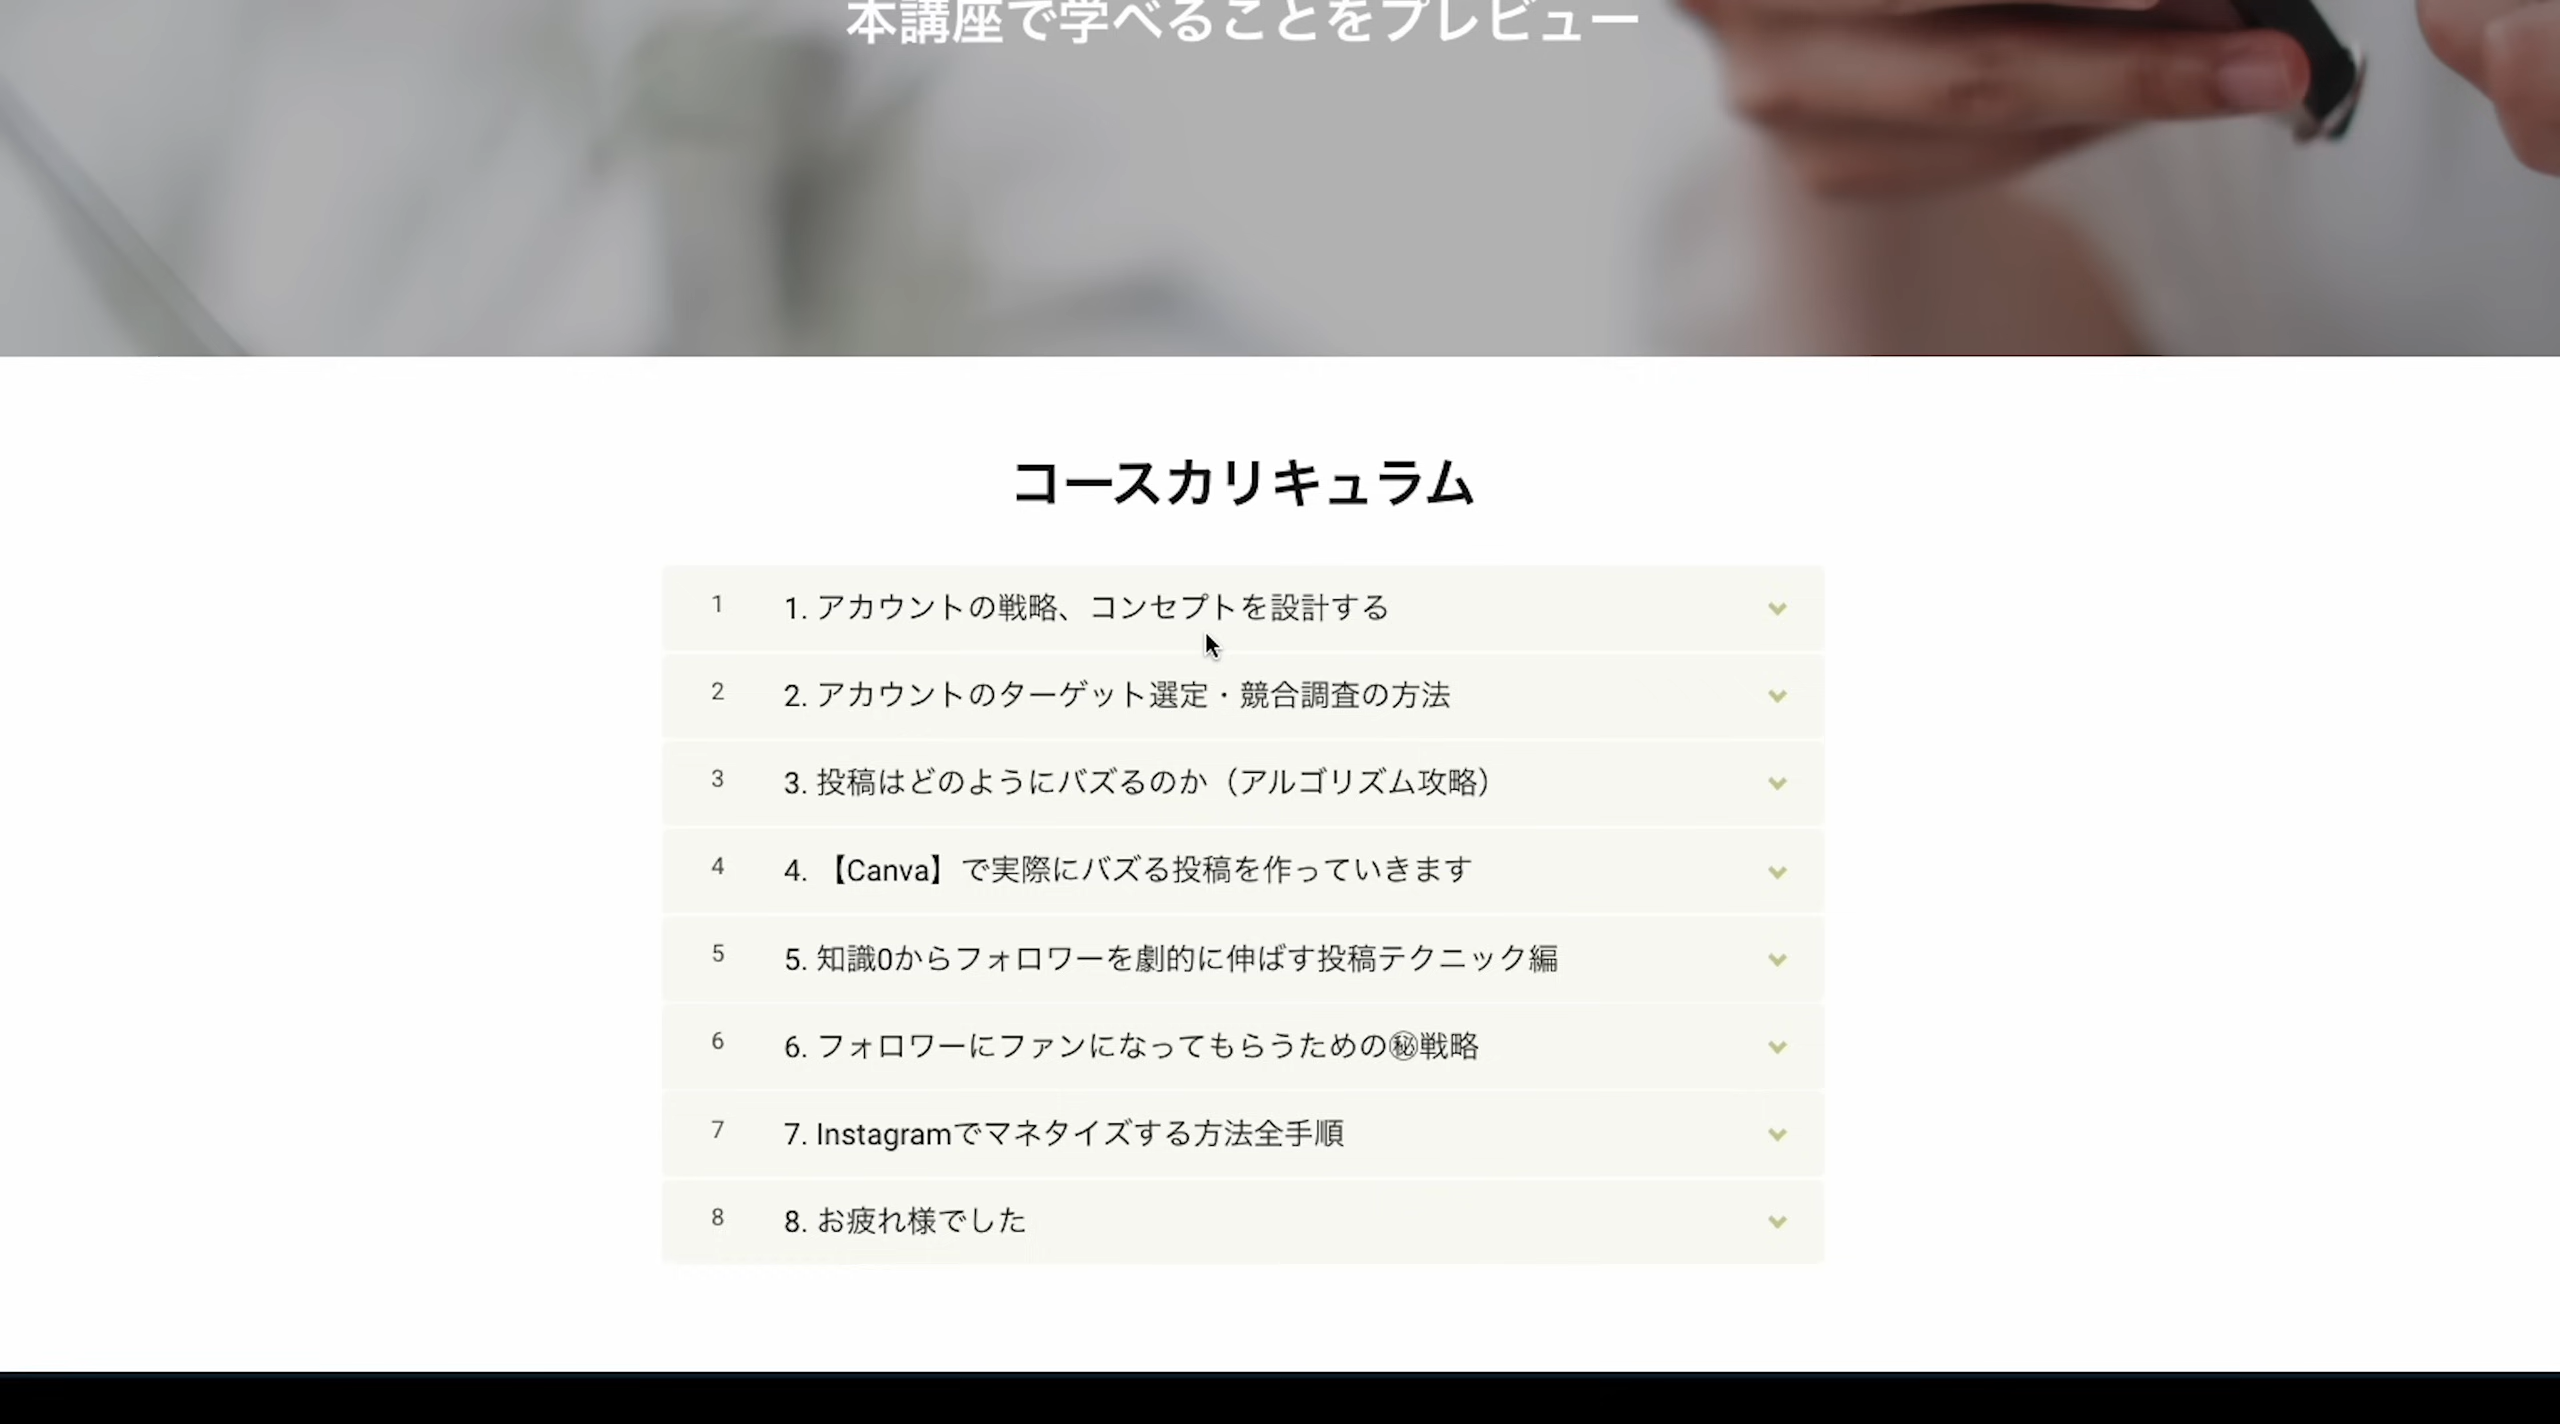 本講座で学べることをプレビュー
コースカリキュラム
1 1. アカウントの戦略、コンセプトを設計する
2 2. アカウントのターゲット選定・競合調査の方法
3 3. 投稿はどのようにバズるのか（アルゴリズム攻略）
4 4. 【Canva】で実際にバズる投稿を作っていきます
5 5. 知識0からフォロワーを劇的に伸ばす投稿テクニック編
6 6. フォロワーにファンになってもらうための㊙戦略
7 7. Instagramでマネタイズする方法全手順
8 8. お疲れ様でした